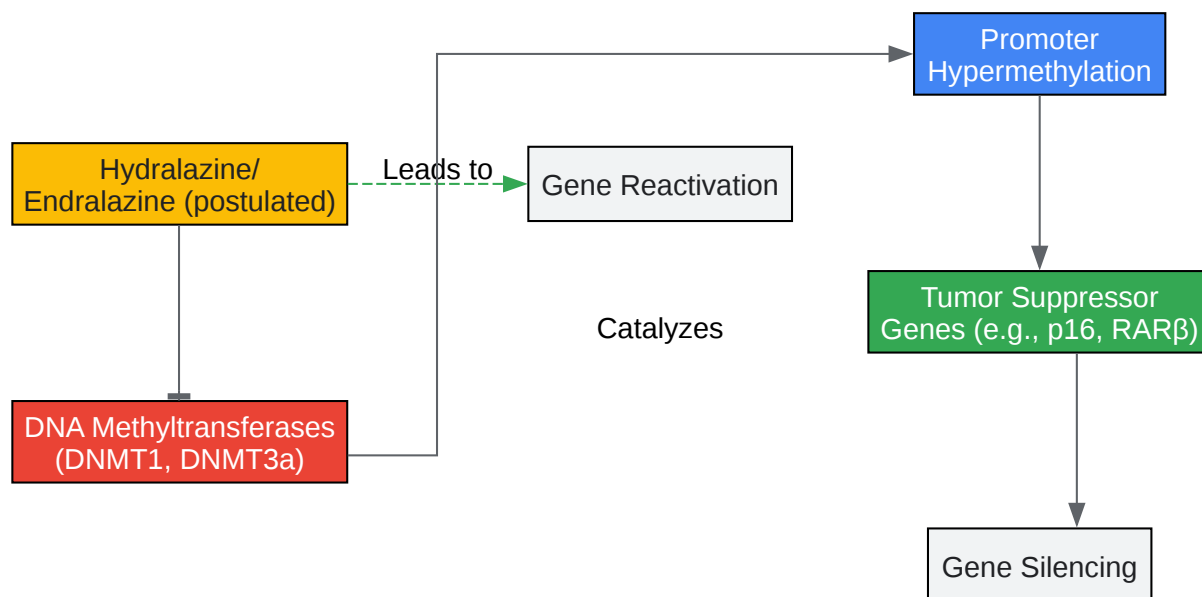 Promoter
Hypermethylation
Hydralazine/
Endralazine (postulated)
Leads to
Gene Reactivation
Tumor Suppressor
Genes (e.g., p16, RARβ)
Catalyzes
DNA Methyltransferases
(DNMT1, DNMT3a)
Gene Silencing